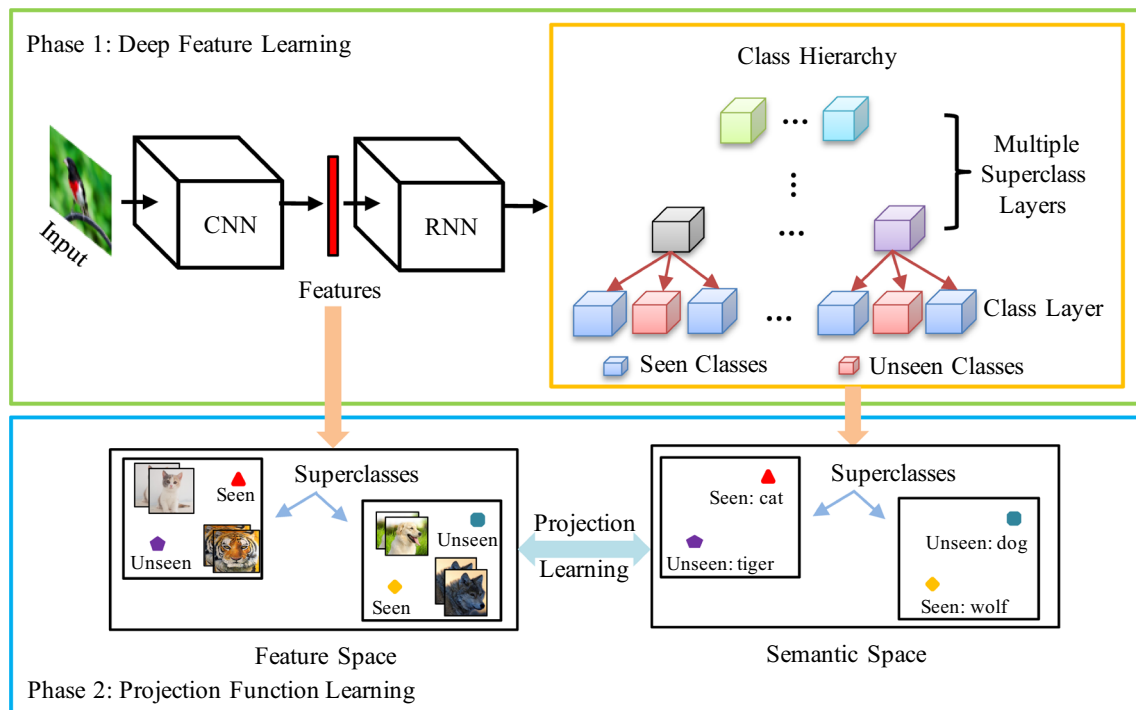 Phase 1: Deep Feature Learning
Class Hierarchy
...
...
Multiple
Superclass
Layers
Input
CNN
RNN
Features
...
...
...
Class Layer
Seen Classes
Unseen Classes
Superclasses
Seen
Unseen
Unseen
Seen
Projection
Learning
Superclasses
Seen: cat
Unseen: tiger
Unseen: dog
Seen: wolf
Feature Space
Semantic Space
Phase 2: Projection Function Learning